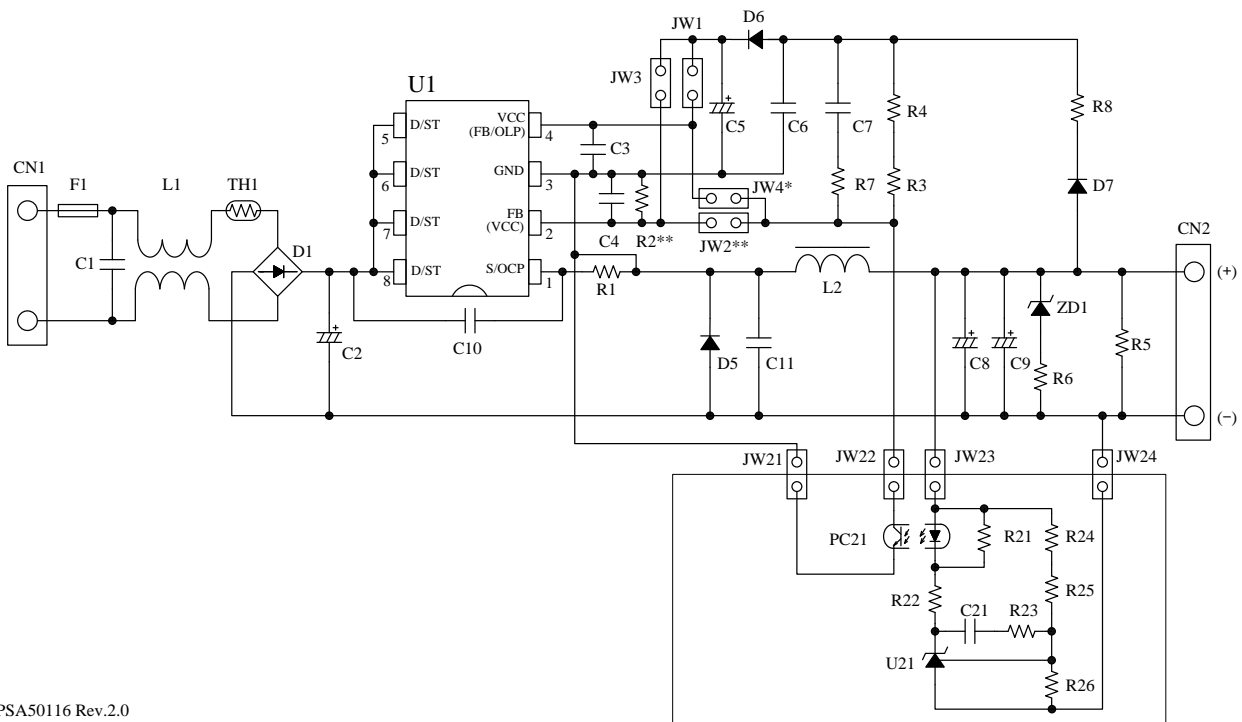 D6
JW1
U1
JW3
VCC
(FB/OLP)
D/ST
5
4
C5
C6
C7
R4
R8
C3
CN1
F1
L1
TH1
D/ST
6
GND
3
R7
R3
D7
JW4*
D/ST
7
FB
(VCC)
2
C4
R2**
JW2**
CN2
C1
D1
D/ST
8
S/OCP
1
R1
L2
(+)
ZD1
C2
C10
D5
C11
C8
C9
R6
R5
(−)
JW21
JW22
JW23
JW24
PC21
R21
R24
R22
R25
C21
R23
U21
R26
PSA50116 Rev.2.0